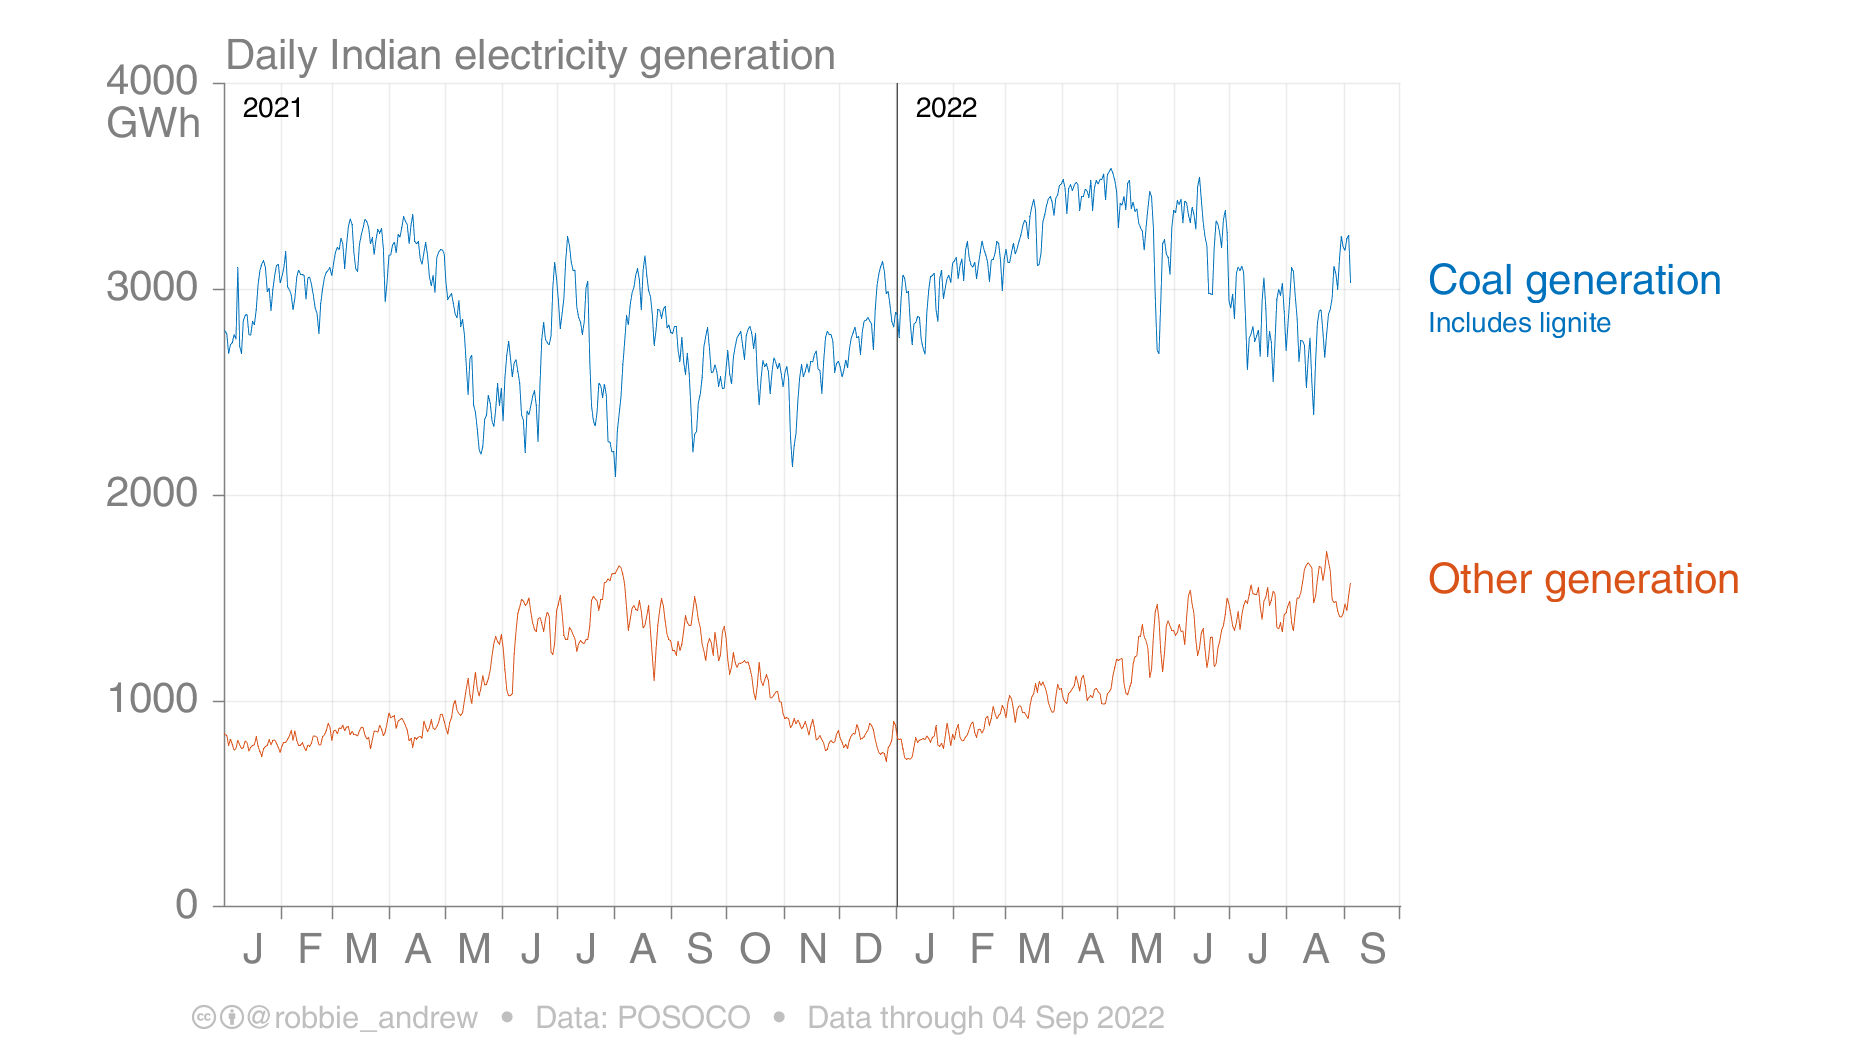 Daily Indian electricity generation
4000
GWh
2021
2022
3000
Coal generation
Includes lignite
2000
Other generation
1000
0
J F M A M J J A S O N D J F M A M J J A S
@robbie_andrew • Data: POSOCO • Data through 04 Sep 2022